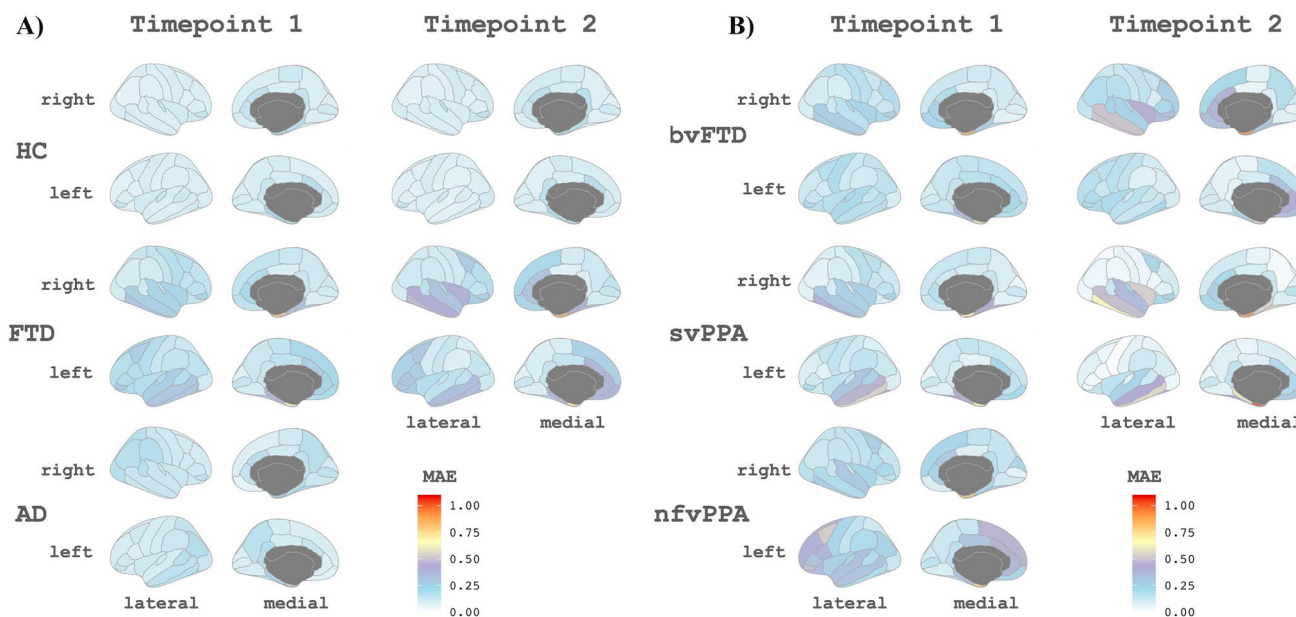 A) Timepoint 1 Timepoint 2
right
HC
left
right
FTD
left
lateral medial
right
AD
left
lateral medial
MAE
1.00
0.75
0.50
0.25
0.00
B) Timepoint 1 Timepoint 2
right
bvFTD
left
right
svPPA
left
lateral medial
right
nfvPPA
left
lateral medial
MAE
1.00
0.75
0.50
0.25
0.00